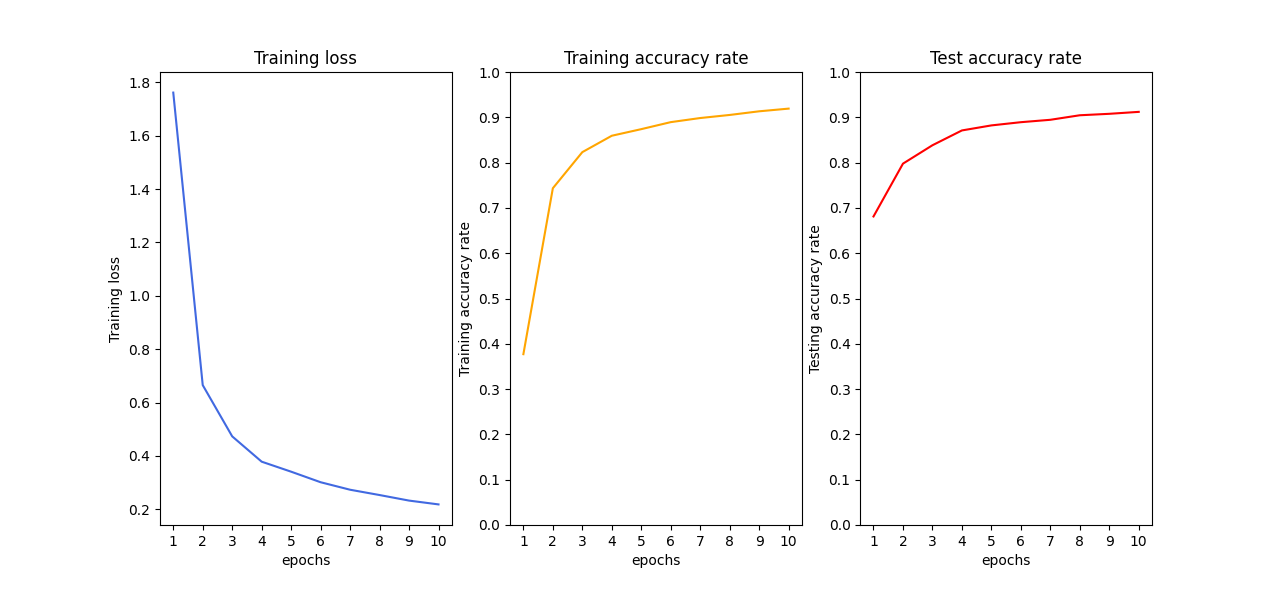 Training loss
Training loss
1.8
1.6
1.4
1.2
1.0
0.8
0.6
0.4
0.2
1 2 3 4 5 6 7 8 9 10
epochs
Training accuracy rate
Training accuracy rate
1.0
0.9
0.8
0.7
0.6
0.5
0.4
0.3
0.2
0.1
0.0
1 2 3 4 5 6 7 8 9 10
epochs
Test accuracy rate
Testing accuracy rate
1.0
0.9
0.8
0.7
0.6
0.5
0.4
0.3
0.2
0.1
0.0
1 2 3 4 5 6 7 8 9 10
epochs